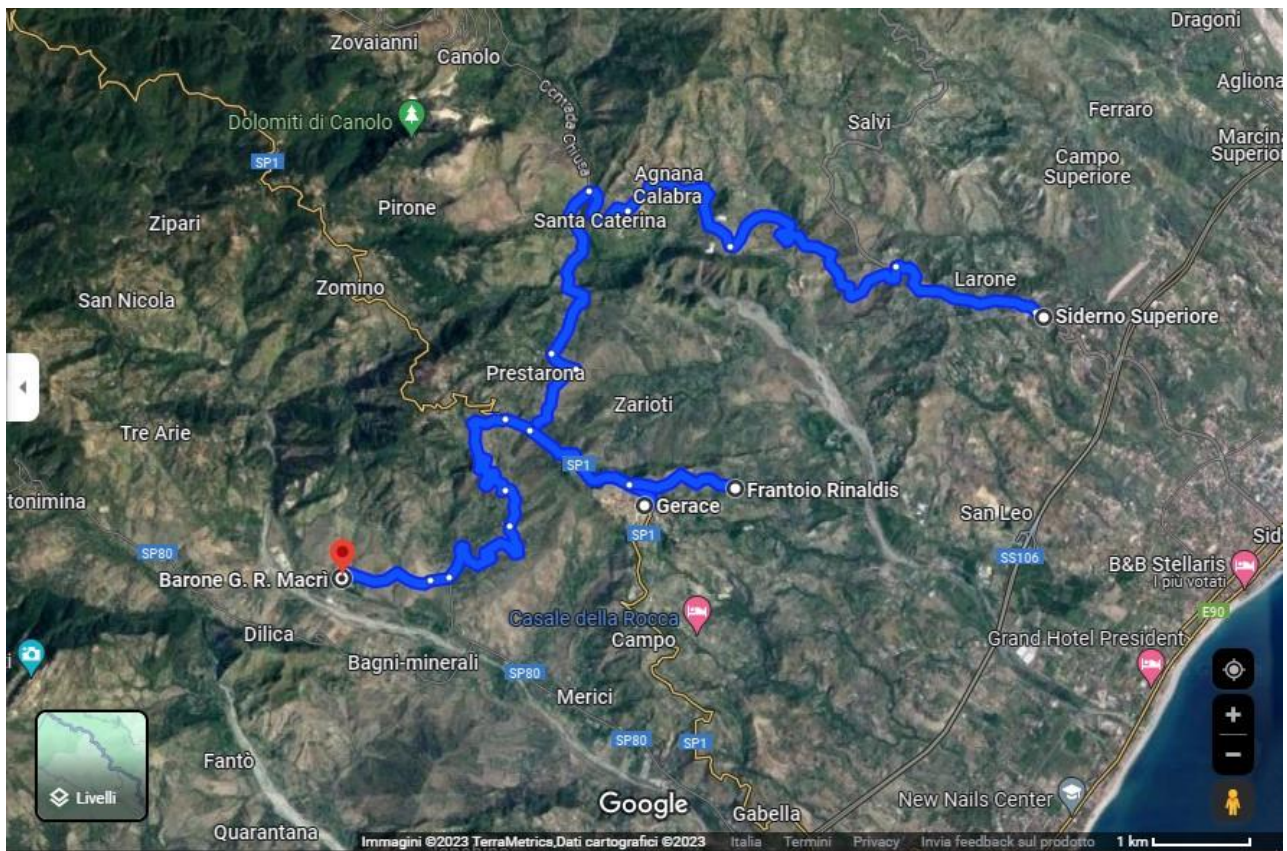 Dragoni
Zovaianni
Canolo
Agliona
Contrada Chiusa
Ferraro
Dolomiti di Canolo
Salvi
Marcina
Superiore
SP1
Campo
Superiore
Agnana
Calabra
Pirone
Santa Caterina
Zipari
Larone
Zomino
San Nicola
Siderno Superiore
Prestarona
Zarioti
Tre Arie
SP1
Frantoio Rinaldis
Gerace
tonimina
San Leo
SP1
SP80
SS106
B&B Stellaris
I più votati
Barone G. R. Macrì
E90
Casale della Rocca
Campo
Dilica
Grand Hotel President
Bagni-minerali
SP80
Merici
SP80
SP1
Fantò
Livelli
Google
New Nails Center
Gabella
Quarantana
Immagini ©2023 TerraMetrics,Dati cartografici ©2023 Italia Termini Privacy Invia feedback sul prodotto 1 km